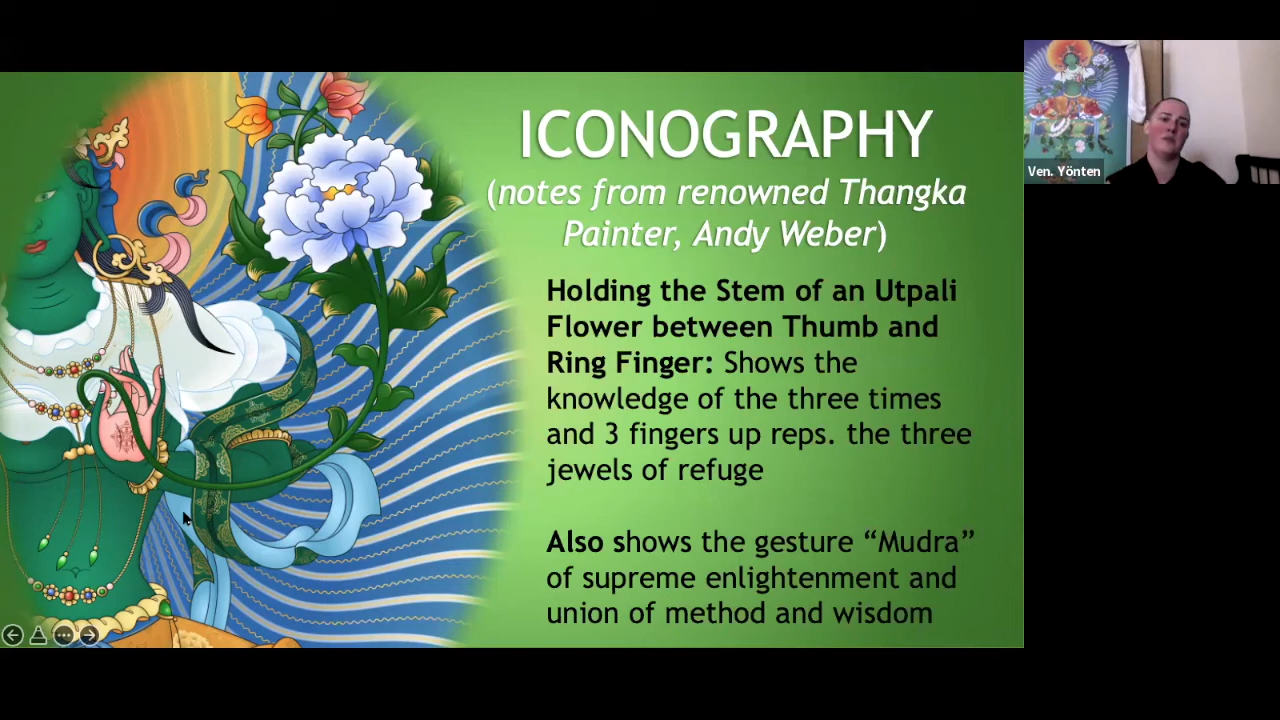 ICONOGRAPHY
(notes from renowned Thangka
Painter, Andy Weber)
Holding the Stem of an Utpali
Flower between Thumb and
Ring Finger: Shows the
knowledge of the three times
and 3 fingers up reps. the three
jewels of refuge
Also shows the gesture “Mudra”
of supreme enlightenment and
union of method and wisdom
Ven. Yönten